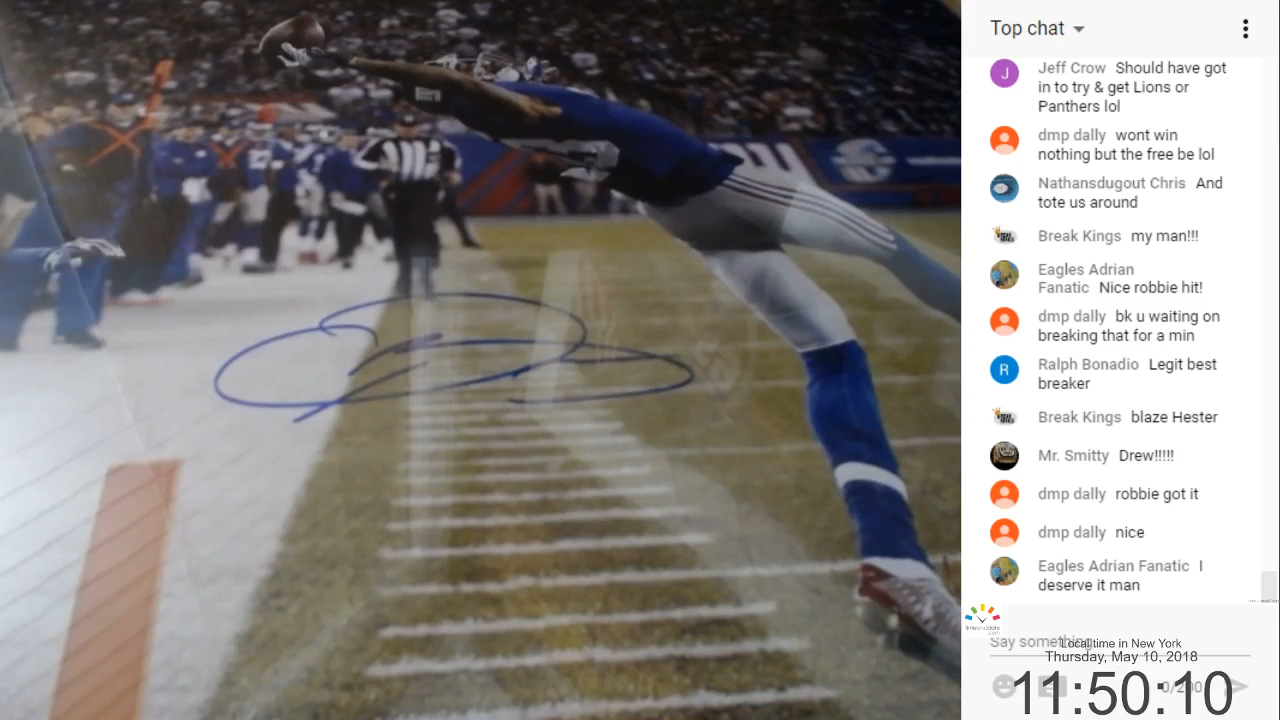 Top chat
Jeff Crow Should have got
in to try & get Lions or
Panthers lol
dmp dally wont win
nothing but the free be lol
Nathansdugout Chris And
tote us around
Break Kings my man!!!
Eagles Adrian
Fanatic Nice robbie hit!
dmp dally bk u waiting on
breaking that for a min
Ralph Bonadio Legit best
breaker
Break Kings blaze Hester
Mr. Smitty Drew!!!!!
dmp dally robbie got it
dmp dally nice
Eagles Adrian Fanatic I
deserve it man
Say something...
Local time in New York
Thursday, May 10, 2018
0/200
11:50:10